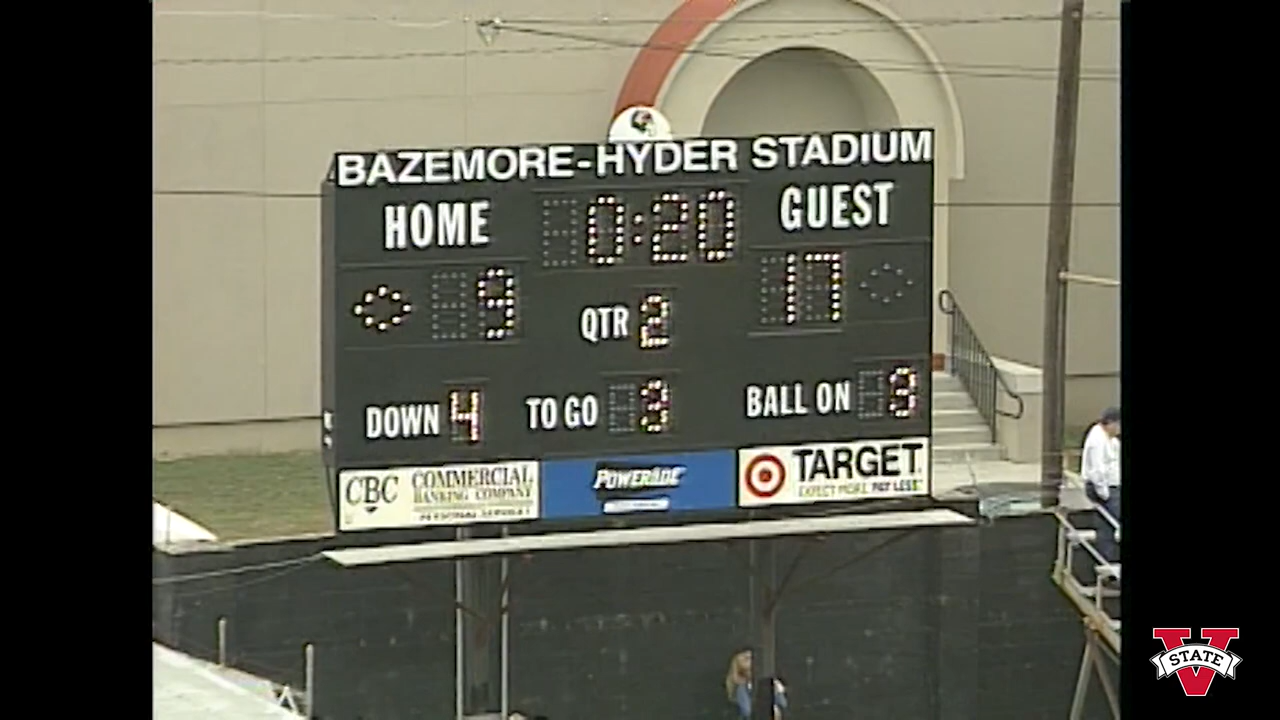 BAZEMORE-HYDER STADIUM
HOME 0:20 GUEST
9 QTR 2 17
DOWN 4 TO GO 3 BALL ON 3
CBC COMMERCIAL BANKING COMPANY
POWERADE
TARGET
EXPECT MORE. PAY LESS.
V STATE